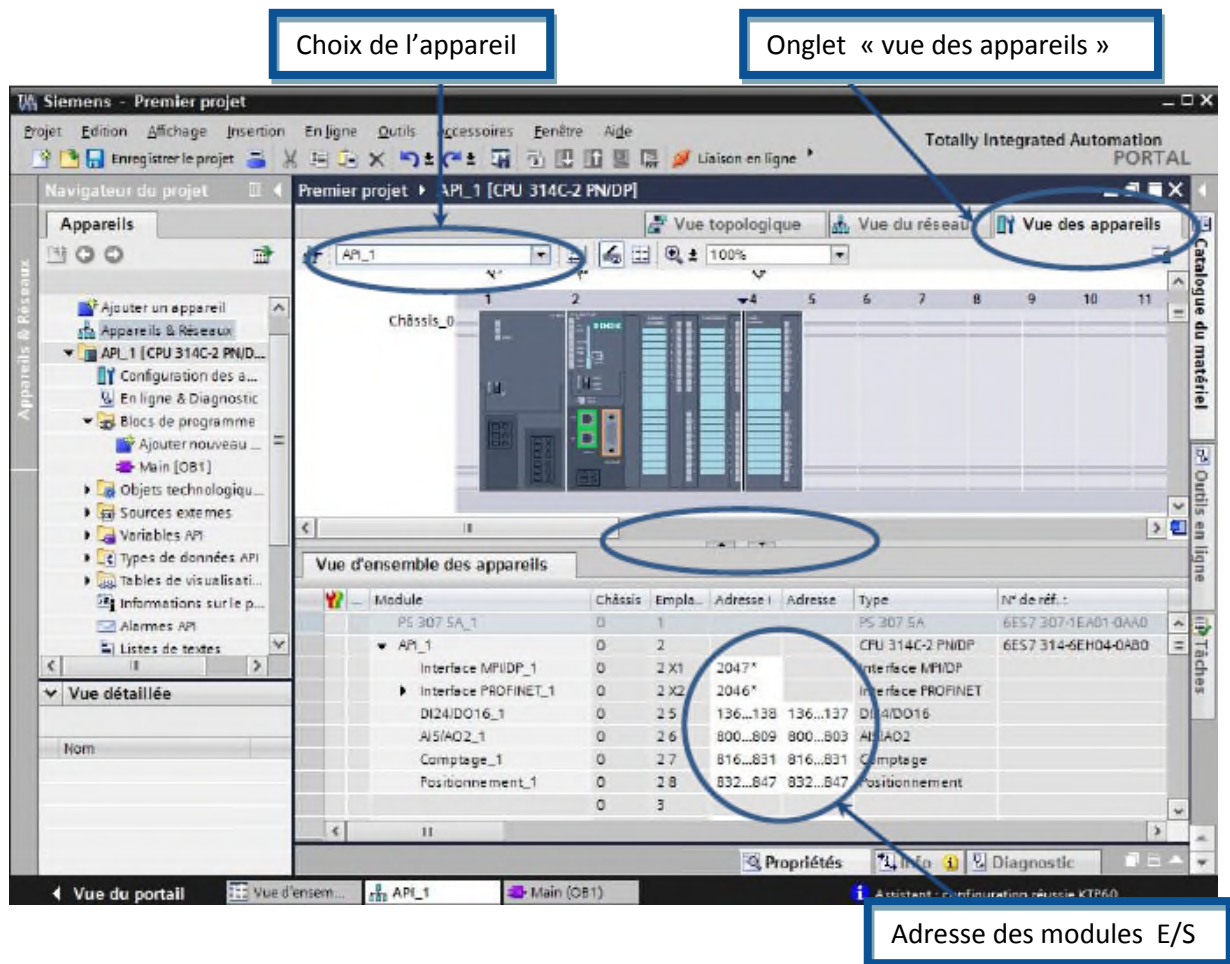 Choix de l'appareil
Onglet « vue des appareils »
Siemens - Premier projet
Projet Edition Affichage Insertion En ligne Outils Accessoires Fenêtre Aide
Totally Integrated Automation
PORTAL
Enregistrer le projet
Liaison en ligne
Navigateur du projet
Premier projet API_1 [CPU 314C-2 PN/DP]
Appareils
Vue topologique
Vue du réseau
Vue des appareils
API_1
100%
1 2 4 5 6 7 8 9 10 11
Châssis_0
Appareils & Réseaux
Ajouter un appareil
Appareils & Réseaux
API_1 [CPU 314C-2 PN/D...
Configuration des a...
En ligne & Diagnostic
Blocs de programme
Ajouter nouveau ...
Main [OB1]
Objets technologiqu...
Sources externes
Variables API
Types de données API
Tables de visualisati...
Informations sur le p...
Alarmes API
Listes de textes
Vue détaillée
Nom
Catalogue du matériel
Outils en ligne
Tâches
Vue d'ensemble des appareils
... Module Châssis Empla... Adresse I Adresse Type N° de réf. :
PS 307 5A_1 0 1 PS 307 5A 6ES7 307-1EA01-0AA0
API_1 0 2 CPU 314C-2 PN/DP 6ES7 314-6EH04-0AB0
Interface MPI/DP_1 0 2 X1 2047* Interface MPI/DP
Interface PROFINET_1 0 2 X2 2046* Interface PROFINET
DI24/DO16_1 0 2 5 136...138 136...137 DI24/DO16
AI5/AO2_1 0 2 6 800...809 800...803 AI5/AO2
Comptage_1 0 2 7 816...831 816...831 Comptage
Positionnement_1 0 2 8 832...847 832...847 Positionnement
0 3
Propriétés
Info
Diagnostic
Vue du portail
Vue d'ensem...
API_1
Main (OB1)
Assistant : configuration réussie KTP60
Adresse des modules E/S